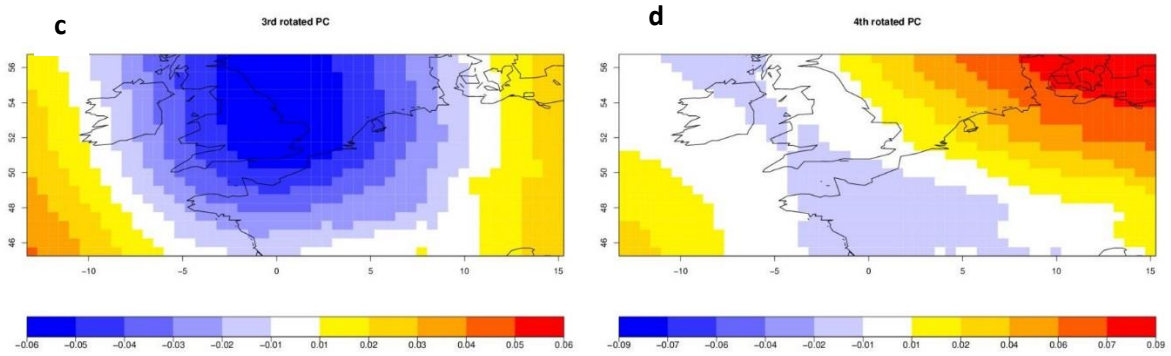 c
3rd rotated PC
46 48 50 52 54 56
−10 −5 0 5 10 15
−0.06 −0.05 −0.04 −0.03 −0.02 −0.01 0.01 0.02 0.03 0.04 0.05 0.06
d
4th rotated PC
46 48 50 52 54 56
−10 −5 0 5 10 15
−0.09 −0.07 −0.06 −0.04 −0.02 −0.01 0.01 0.02 0.04 0.06 0.07 0.09